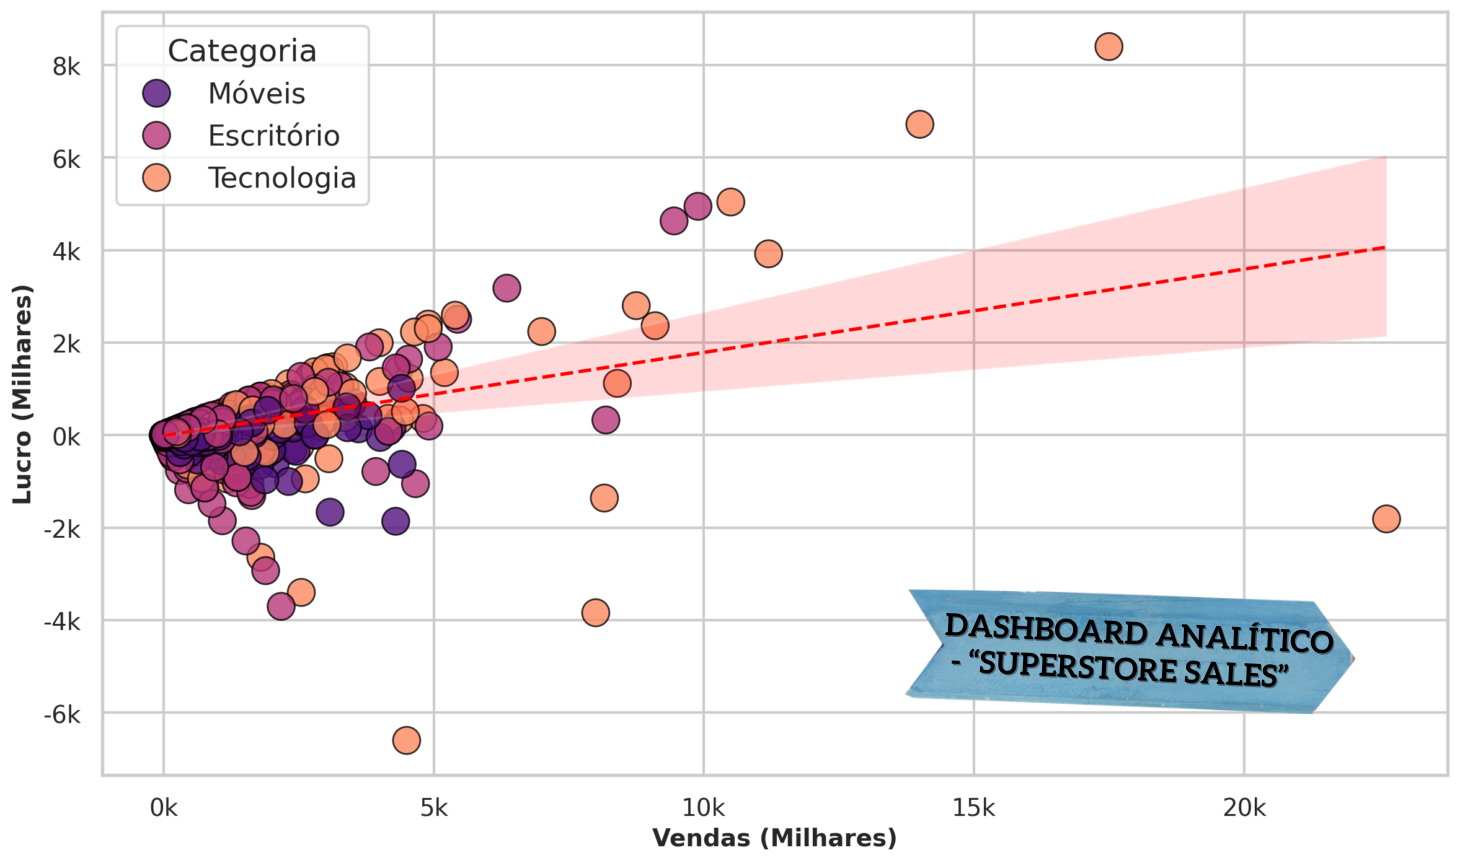 Categoria
Móveis
Escritório
Tecnologia
8k
6k
4k
2k
0k
-2k
-4k
-6k
Lucro (Milhares)
0k
5k
10k
15k
20k
Vendas (Milhares)
DASHBOARD ANALÍTICO
- “SUPERSTORE SALES”